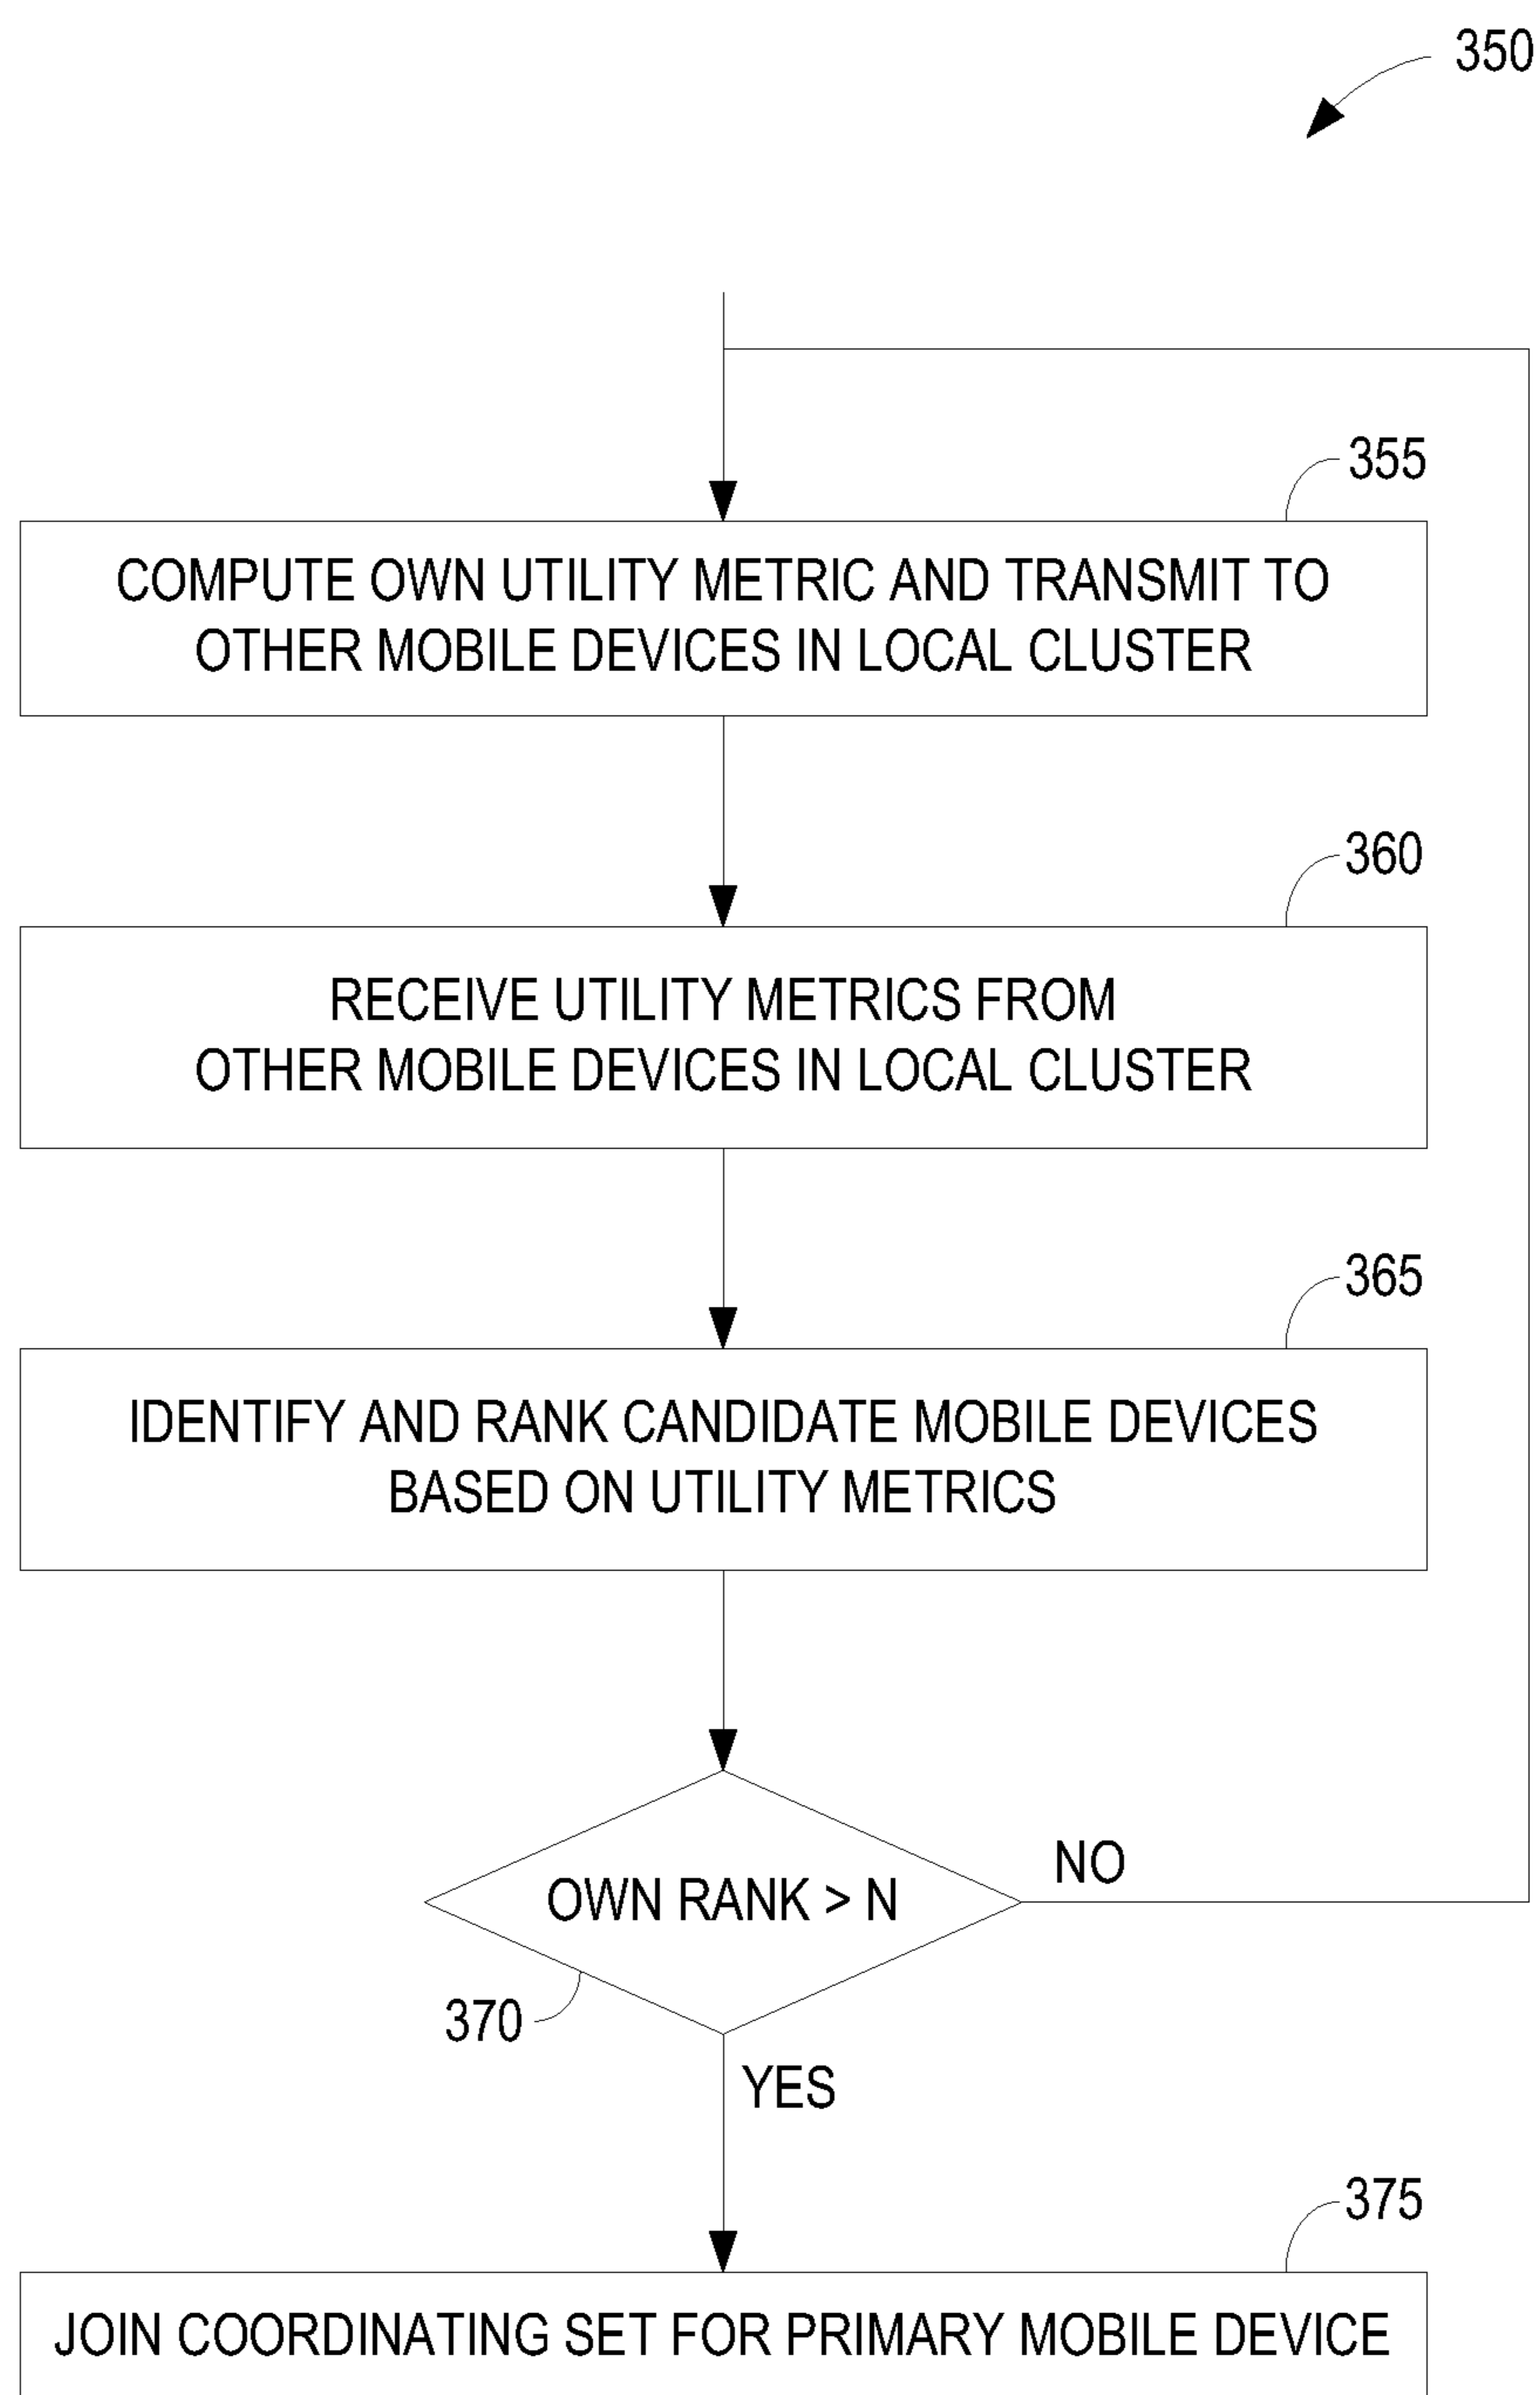 350
355
COMPUTE OWN UTILITY METRIC AND TRANSMIT TO
OTHER MOBILE DEVICES IN LOCAL CLUSTER
360
RECEIVE UTILITY METRICS FROM
OTHER MOBILE DEVICES IN LOCAL CLUSTER
365
IDENTIFY AND RANK CANDIDATE MOBILE DEVICES
BASED ON UTILITY METRICS
NO
OWN RANK > N
370
YES
375
JOIN COORDINATING SET FOR PRIMARY MOBILE DEVICE